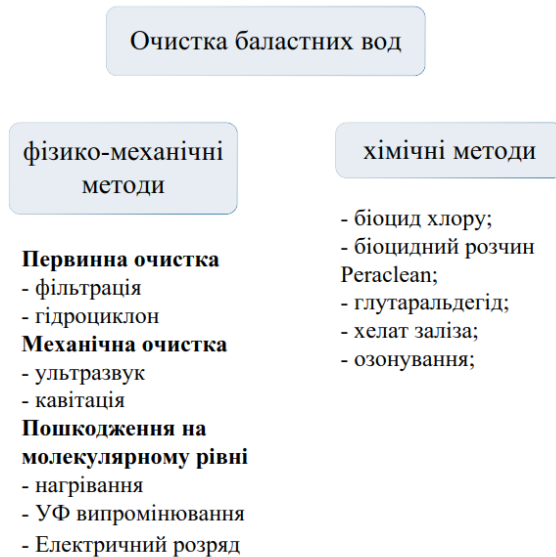 Очистка баластних вод
фізико-механічні
методи
Первинна очистка
- фільтрація
- гідроциклон
Механічна очистка
- ультразвук
- кавітація
Пошкодження на
молекулярному рівні
- нагрівання
- УФ випромінювання
- Електричний розряд
хімічні методи
- біоцид хлору;
- біоцидний розчин
Peraclean;
- глутаральдегід;
- хелат заліза;
- озонування;